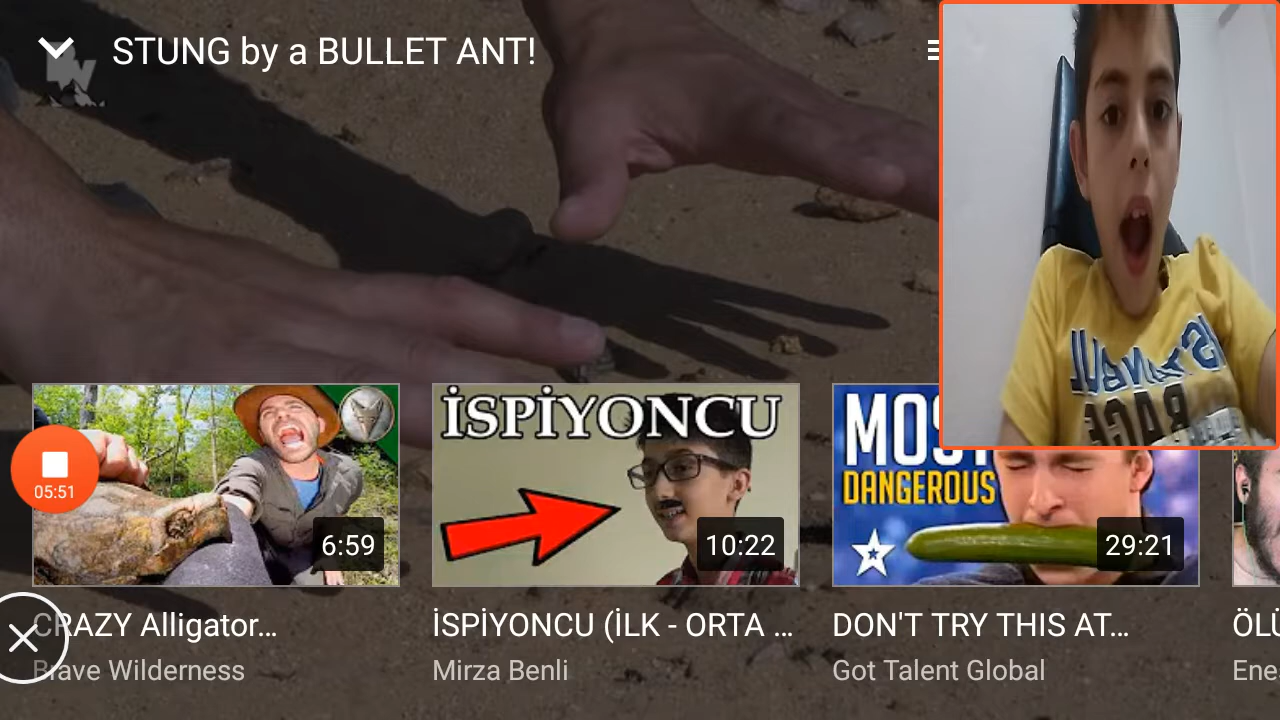 STUNG by a BULLET ANT!
İSPİYONCU
MOST
DANGEROUS
05:51
6:59
10:22
29:21
CRAZY Alligator...
İSPİYONCU (İLK - ORTA ...
DON'T TRY THIS AT...
ÖLÜ
Brave Wilderness
Mirza Benli
Got Talent Global
Ene